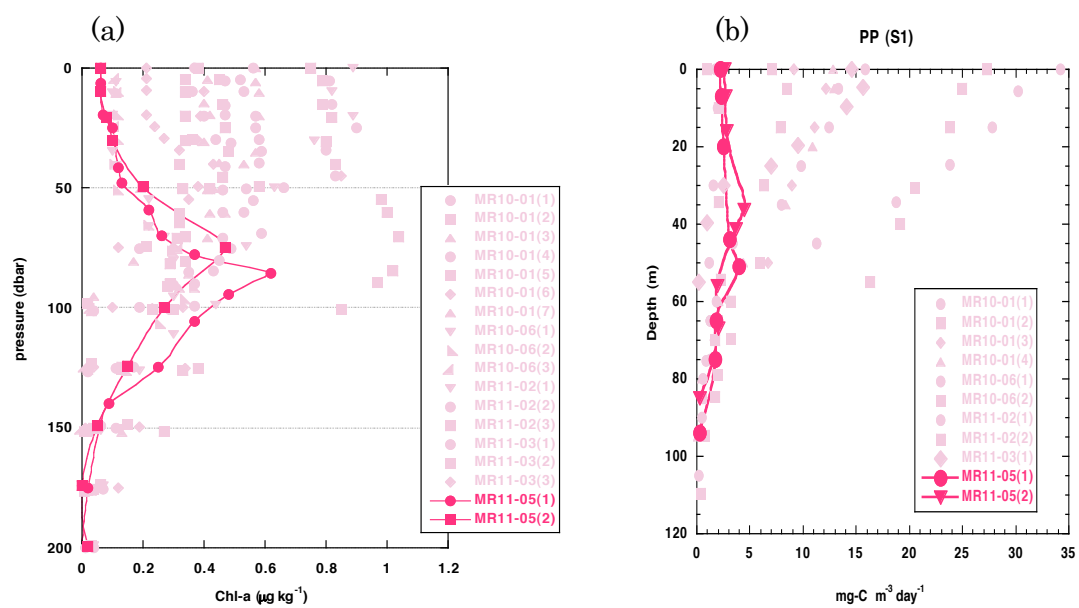 (a)
0
50
100
150
200
pressure (dbar)
0
0.2
0.4
0.6
0.8
1
1.2
Chl-a (μg kg-1)
MR10-01(1)
MR10-01(2)
MR10-01(3)
MR10-01(4)
MR10-01(5)
MR10-01(6)
MR10-01(7)
MR10-06(1)
MR10-06(2)
MR10-06(3)
MR11-02(1)
MR11-02(2)
MR11-02(3)
MR11-03(1)
MR11-03(2)
MR11-03(3)
MR11-05(1)
MR11-05(2)
(b)
PP (S1)
0
20
40
60
80
100
120
Depth (m)
0
5
10
15
20
25
30
35
mg-C m-3 day-1
MR10-01(1)
MR10-01(2)
MR10-01(3)
MR10-01(4)
MR10-06(1)
MR10-06(2)
MR11-02(1)
MR11-02(2)
MR11-03(1)
MR11-05(1)
MR11-05(2)